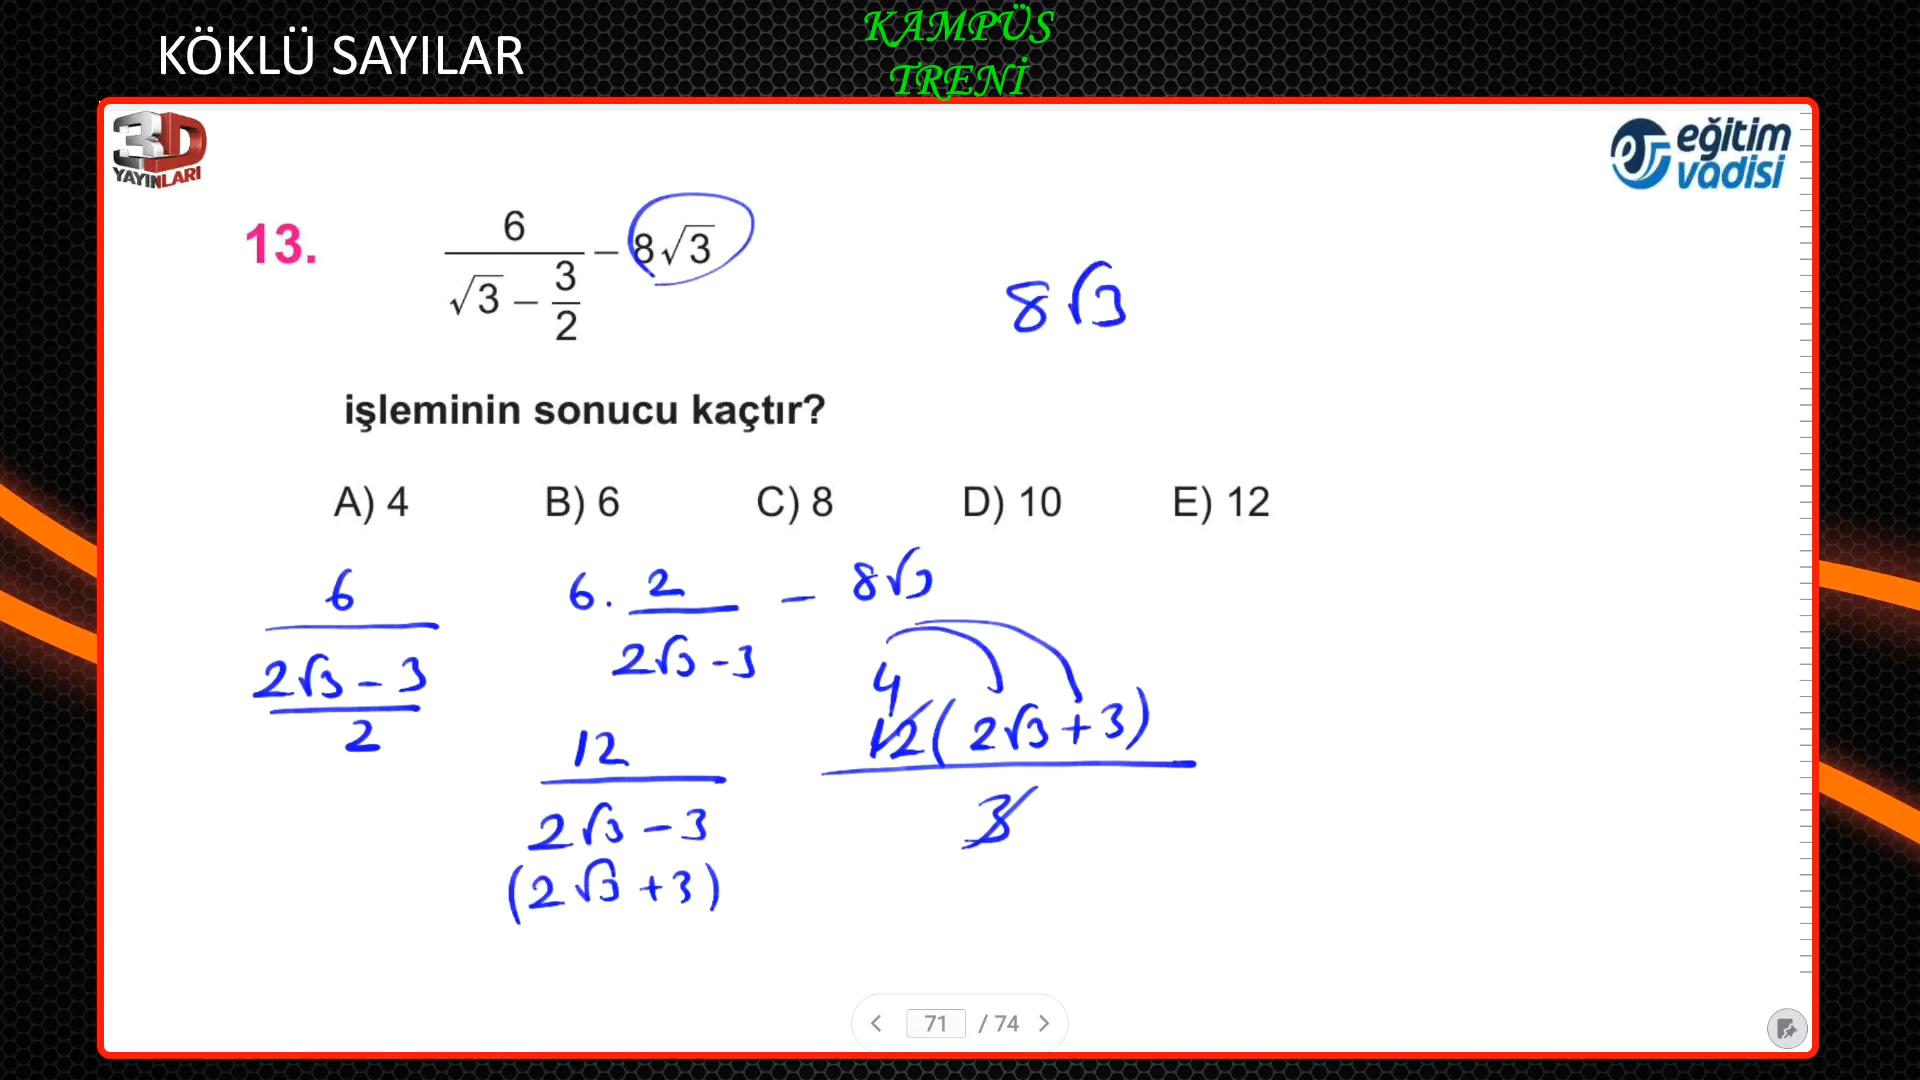 KÖKLÜ SAYILAR
KAMPÜS
TRENİ
3D
YAYINLARI
eğitim
vadisi
13.
6
√3 − 3/2
− 8√3
8√3
işleminin sonucu kaçtır?
A) 4 B) 6 C) 8 D) 10 E) 12
6
2√3 − 3
2
6 . 2 − 8√3
2√3 − 3
4
12 (2√3 + 3)
3
12
2√3 − 3
(2√3 + 3)
71 / 74